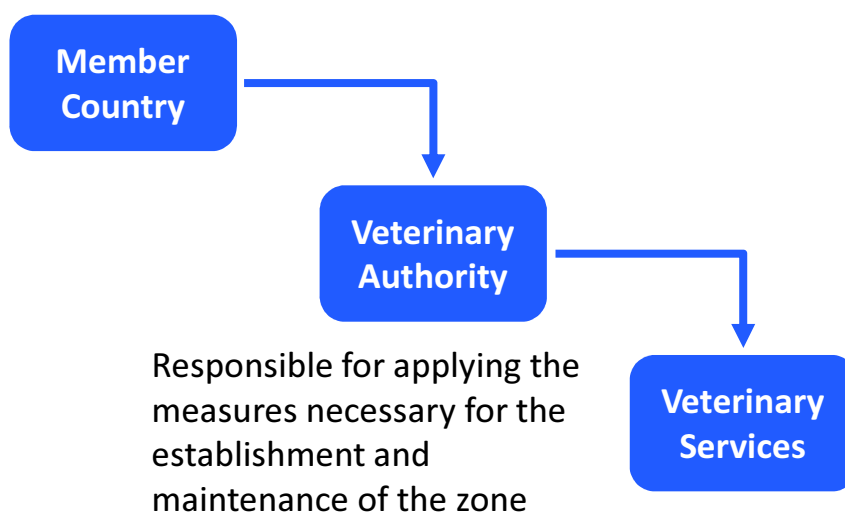 Member
Country
Veterinary
Authority
Responsible for applying the
measures necessary for the
establishment and
maintenance of the zone
Veterinary
Services